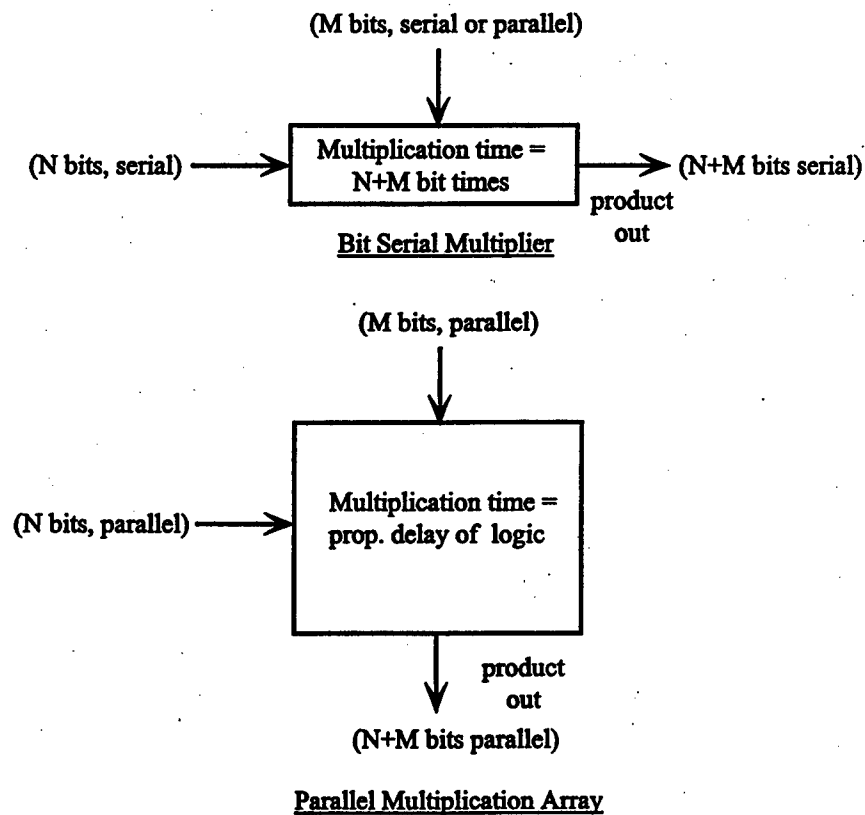 (M bits, serial or parallel)
(N bits, serial)
Multiplication time =
N+M bit times
(N+M bits serial)
product
out
Bit Serial Multiplier
(M bits, parallel)
(N bits, parallel)
Multiplication time =
prop. delay of logic
product
out
(N+M bits parallel)
Parallel Multiplication Array